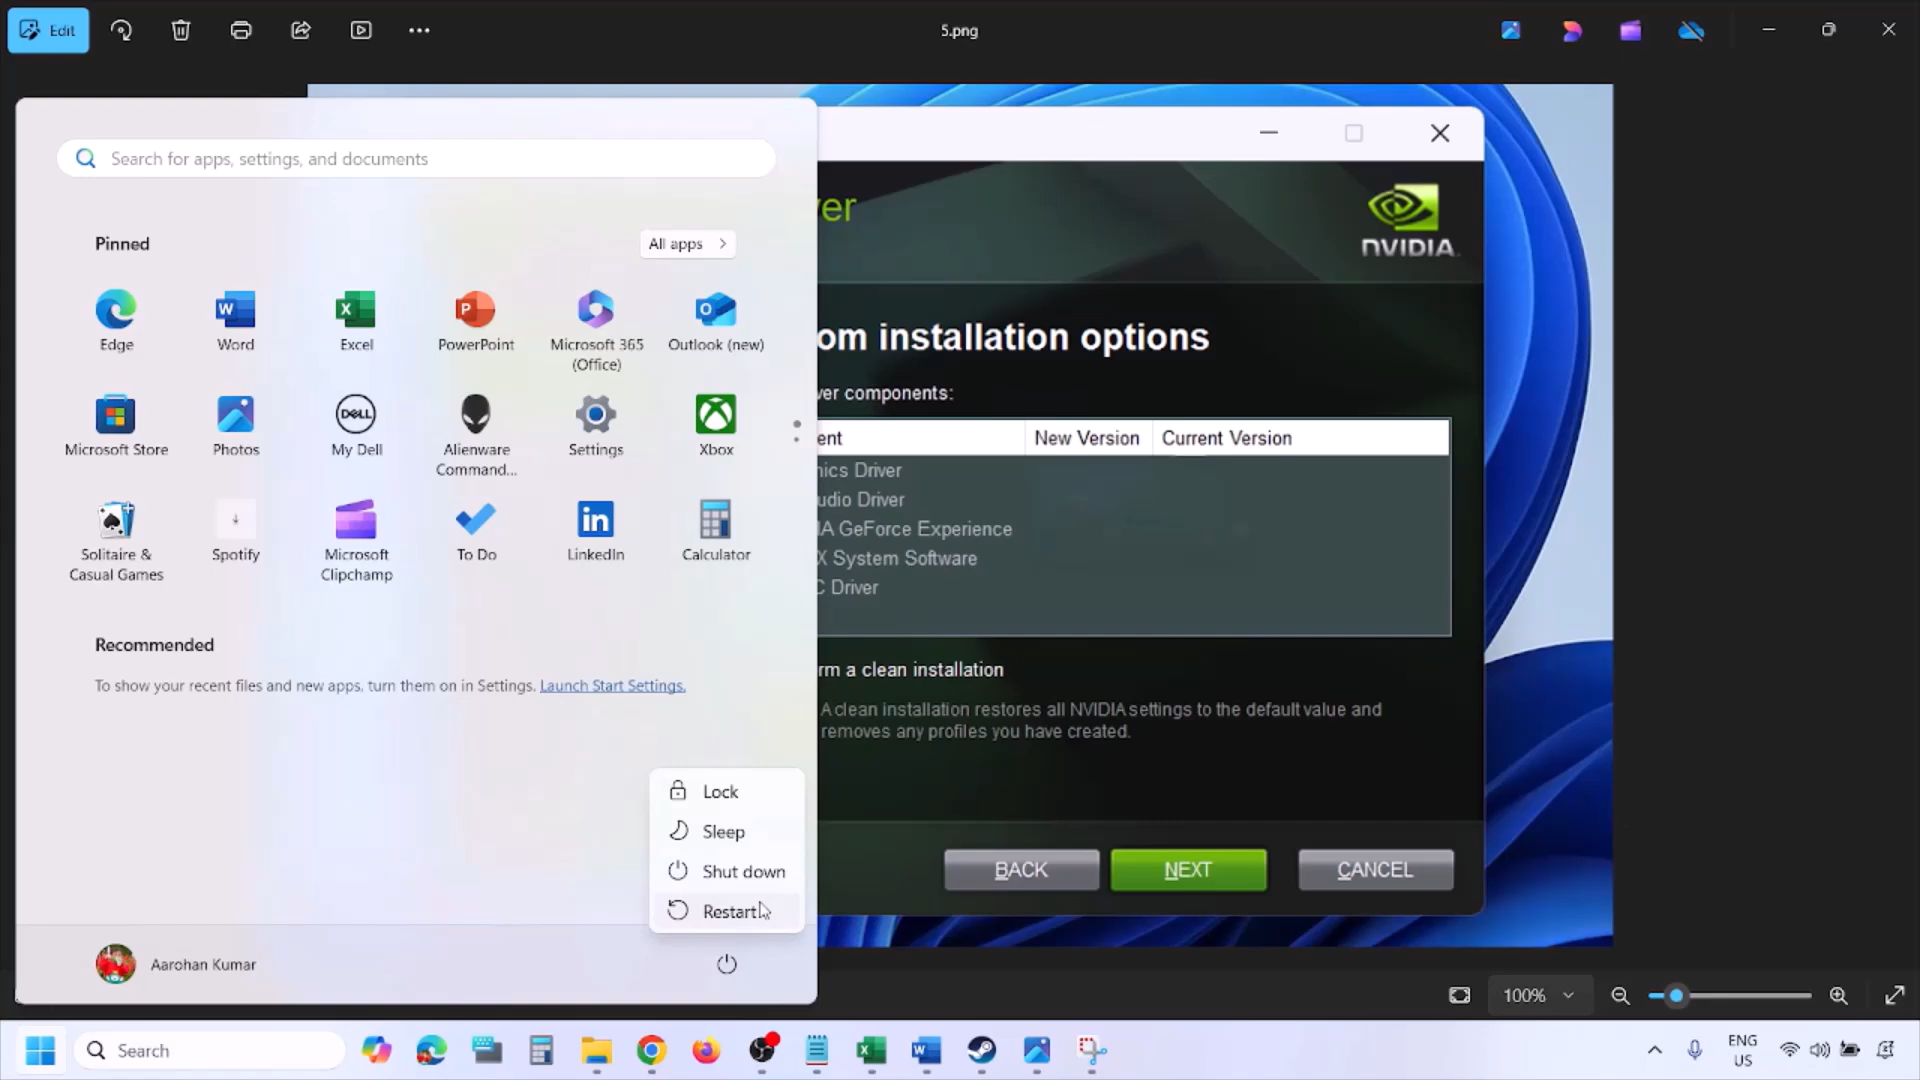 Edit
5.png
Search for apps, settings, and documents
Pinned
All apps
Edge
Word
Excel
PowerPoint
Microsoft 365
(Office)
Outlook (new)
Microsoft Store
Photos
DELL
My Dell
Alienware
Command...
Settings
Xbox
Solitaire &
Casual Games
Spotify
Microsoft
Clipchamp
To Do
LinkedIn
Calculator
Recommended
To show your recent files and new apps, turn them on in Settings. Launch Start Settings.
Lock
Sleep
Shut down
Restart
Aarohan Kumar
ver
NVIDIA
om installation options
ver components:
ent
New Version
Current Version
nics Driver
udio Driver
IA GeForce Experience
X System Software
C Driver
rm a clean installation
A clean installation restores all NVIDIA settings to the default value and
removes any profiles you have created.
BACK
NEXT
CANCEL
100%
Search
ENG
US